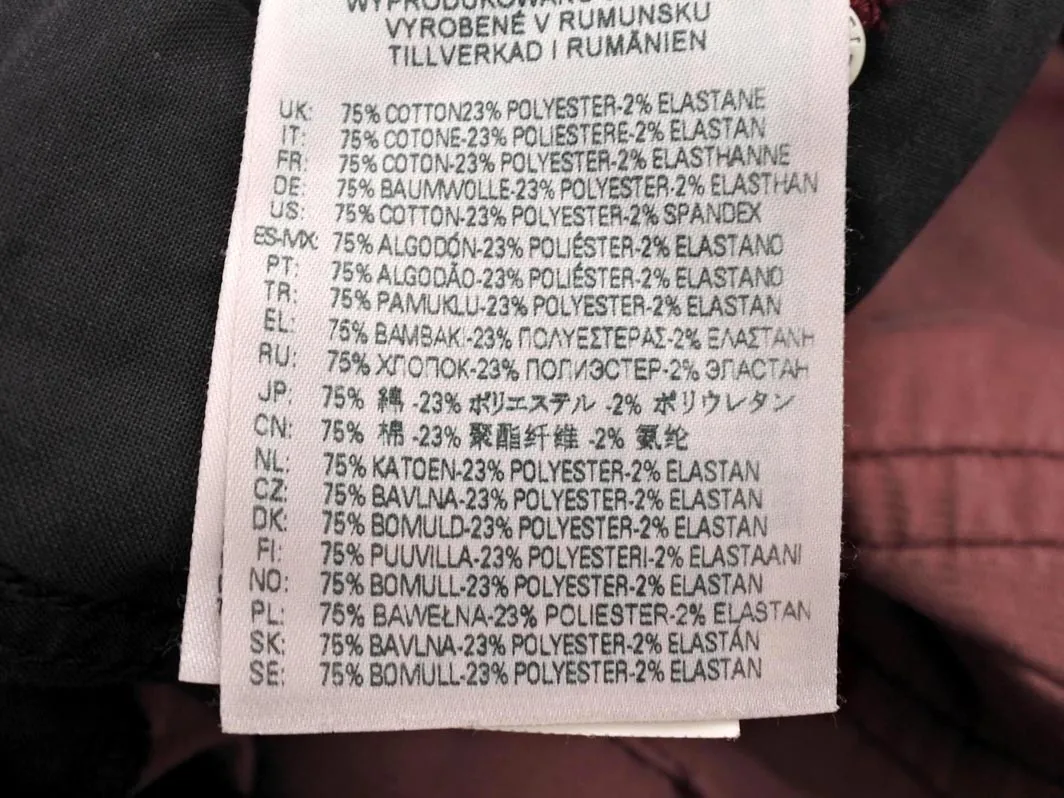 WYPRODUKOWANO
VYROBENÉ V RUMUNSKU
TILLVERKAD I RUMÄNIEN
UK: 75% COTTON23% POLYESTER-2% ELASTANE
IT: 75% COTONE-23% POLIESTERE-2% ELASTAN
FR: 75% COTON-23% POLYESTER-2% ELASTHANNE
DE: 75% BAUMWOLLE-23% POLYESTER-2% ELASTHAN
US: 75% COTTON-23% POLYESTER-2% SPANDEX
ES-MX: 75% ALGODÓN-23% POLIÉSTER-2% ELASTANO
PT: 75% ALGODÃO-23% POLIÉSTER-2% ELASTANO
TR: 75% PAMUKLU-23% POLYESTER-2% ELASTAN
EL: 75% ΒΑΜΒΑΚΙ-23% ΠΟΛΥΕΣΤΕΡΑΣ-2% ΕΛΑΣΤΑΝΗ
RU: 75% ХЛОПОК-23% ПОЛИЭСТЕР-2% ЭЛАСТАН
JP: 75% 綿 -23% ポリエステル -2% ポリウレタン
CN: 75% 棉 -23% 聚酯纤维 -2% 氨纶
NL: 75% KATOEN-23% POLYESTER-2% ELASTAN
CZ: 75% BAVLNA-23% POLYESTER-2% ELASTAN
DK: 75% BOMULD-23% POLYESTER-2% ELASTAN
FI: 75% PUUVILLA-23% POLYESTERI-2% ELASTAANI
NO: 75% BOMULL-23% POLYESTER-2% ELASTAN
PL: 75% BAWEŁNA-23% POLIESTER-2% ELASTAN
SK: 75% BAVLNA-23% POLYESTER-2% ELASTÁN
SE: 75% BOMULL-23% POLYESTER-2% ELASTAN